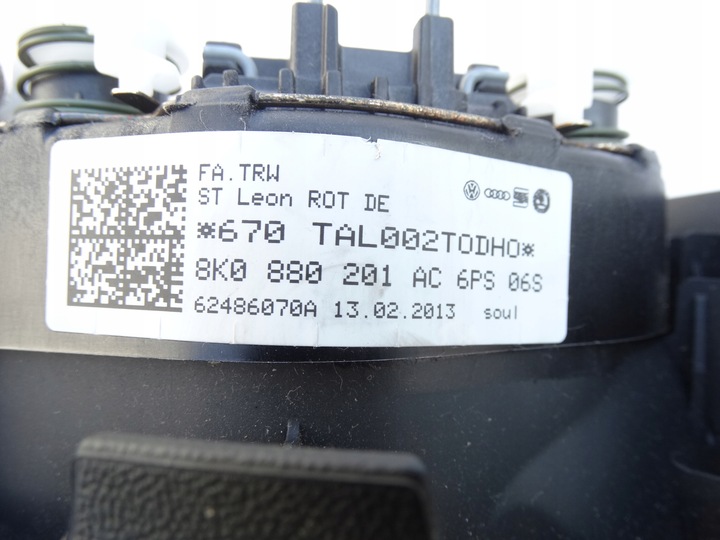 FA.TRW
ST Leon ROT DE
*670 TAL002TODHO*
8K0 880 201 AC 6PS 06S
62486070A 13.02.2013 soul